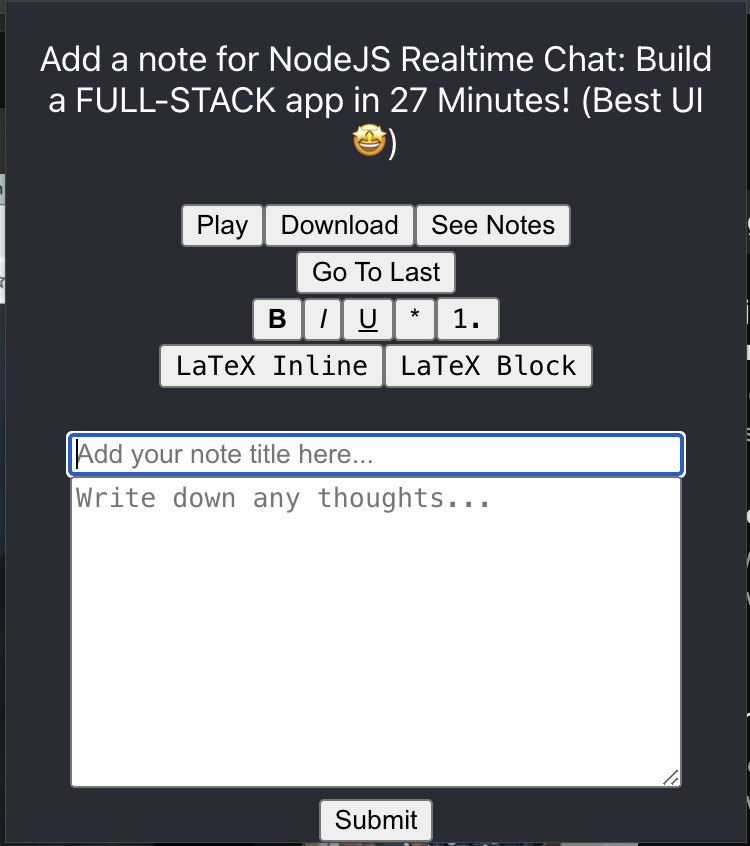 Add a note for NodeJS Realtime Chat: Build
a FULL-STACK app in 27 Minutes! (Best UI
🤩)
Play Download See Notes
Go To Last
B I U * 1.
LaTeX Inline LaTeX Block
Add your note title here...
Write down any thoughts...
Submit